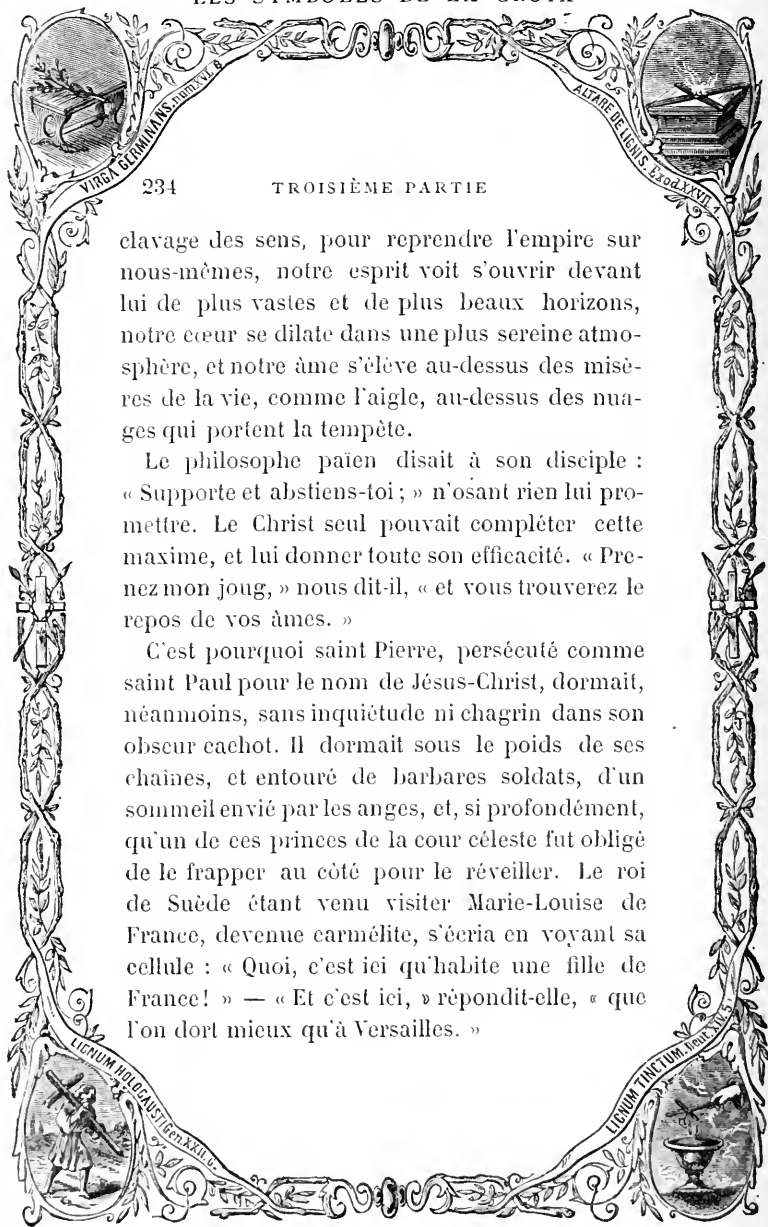 LES SYMBOLES DE LA CROIX
VIRGA GERMINANS. num XVI. 8
ALTARE DE LIGNIS. Exod. XXVII. 1
234 TROISIÈME PARTIE
clavage des sens, pour reprendre l'empire sur
nous-mêmes, notre esprit voit s'ouvrir devant
lui de plus vastes et de plus beaux horizons,
notre cœur se dilate dans une plus sereine atmo-
sphère, et notre âme s'élève au-dessus des misè-
res de la vie, comme l'aigle, au-dessus des nua-
ges qui portent la tempête.
Le philosophe païen disait à son disciple :
« Supporte et abstiens-toi ; » n'osant rien lui pro-
mettre. Le Christ seul pouvait compléter cette
maxime, et lui donner toute son efficacité. « Pre-
nez mon joug, » nous dit-il, « et vous trouverez le
repos de vos âmes. »
C'est pourquoi saint Pierre, persécuté comme
saint Paul pour le nom de Jésus-Christ, dormait,
néanmoins, sans inquiétude ni chagrin dans son
obscur cachot. Il dormait sous le poids de ses
chaînes, et entouré de barbares soldats, d'un
sommeil envié par les anges, et, si profondément,
qu'un de ces princes de la cour céleste fut obligé
de le frapper au côté pour le réveiller. Le roi
de Suède étant venu visiter Marie-Louise de
France, devenue carmélite, s'écria en voyant sa
cellule : « Quoi, c'est ici qu'habite une fille de
France ! » — « Et c'est ici, » répondit-elle, « que
l'on dort mieux qu'à Versailles. »
LIGNUM HOLOCAUSTI Gen. XXII. 6.
LIGNUM TINCTUM. Deut. XIV. 5